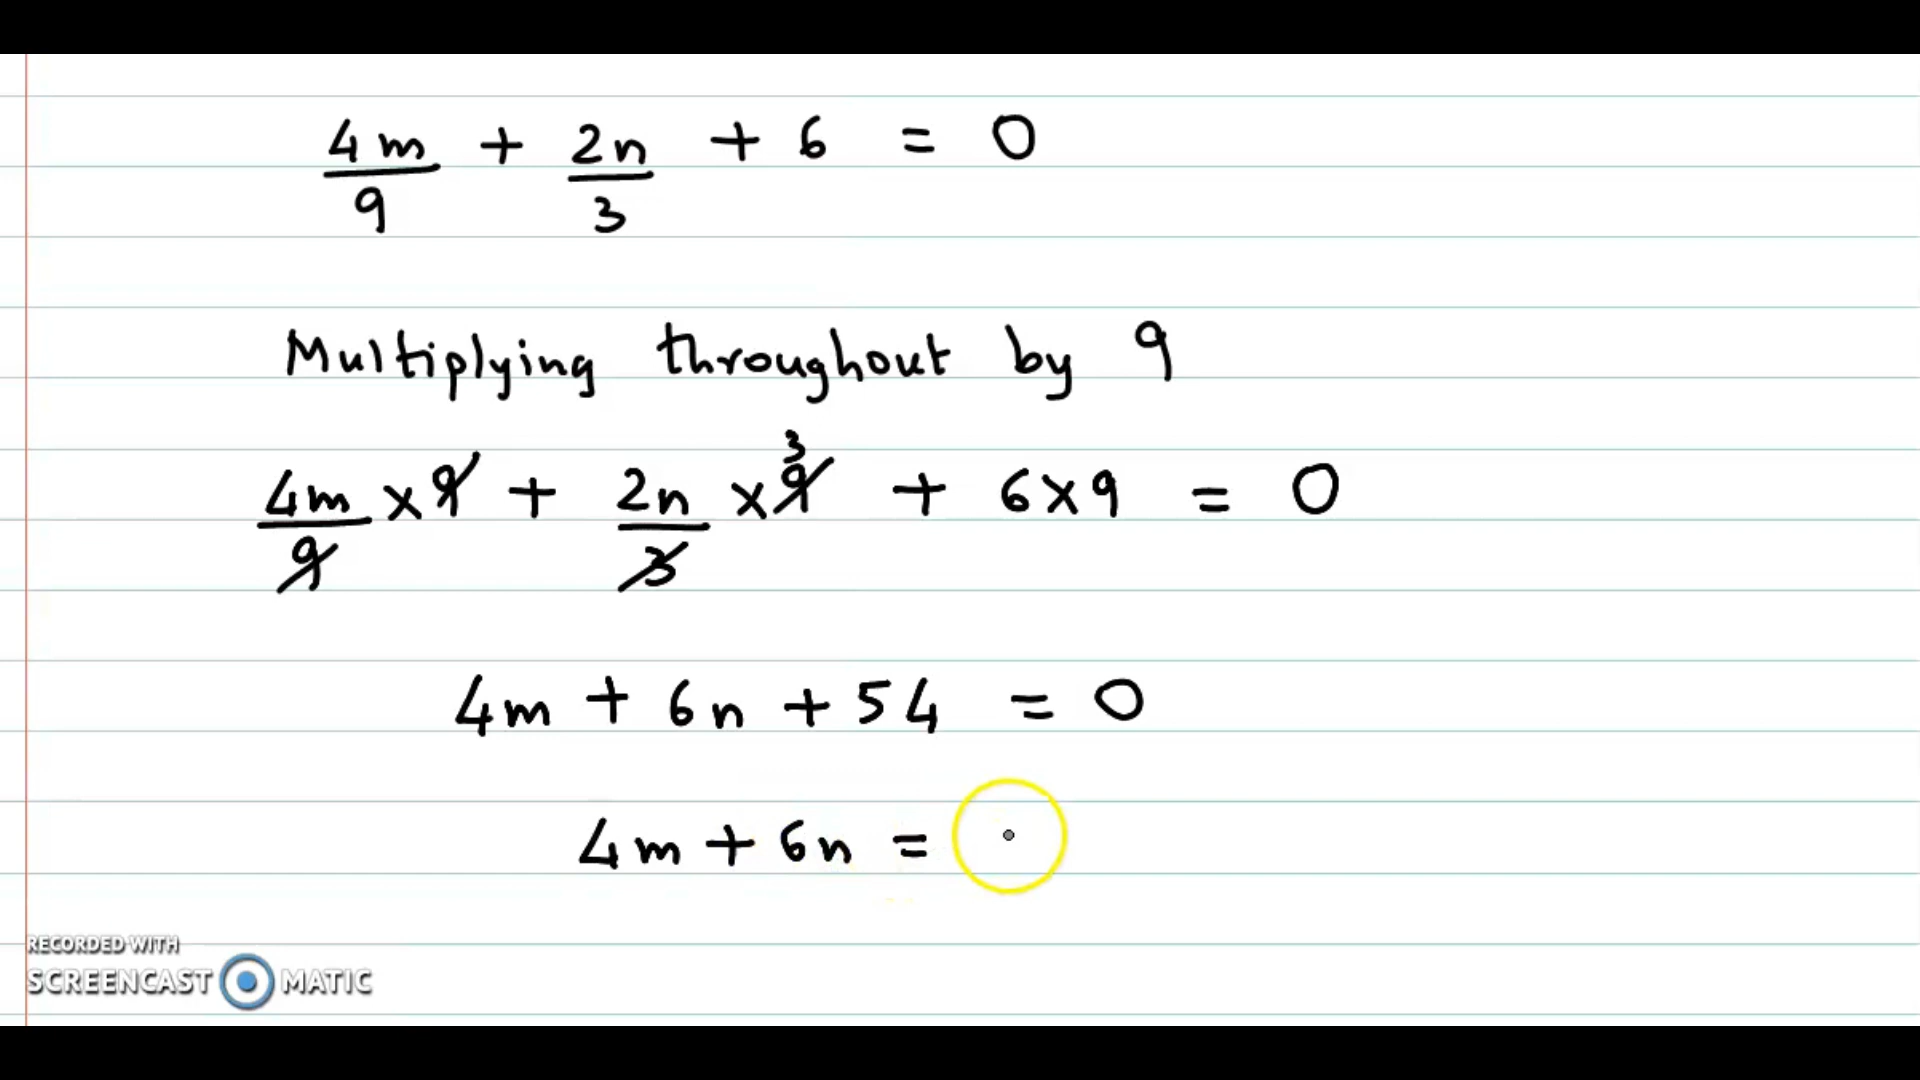 4m/9 + 2n/3 + 6 = 0
Multiplying throughout by 9
4m/9 × 9 + 2n/3 × 9 3 + 6 × 9 = 0
4m + 6n + 54 = 0
4m + 6n =
RECORDED WITH
SCREENCAST MATIC